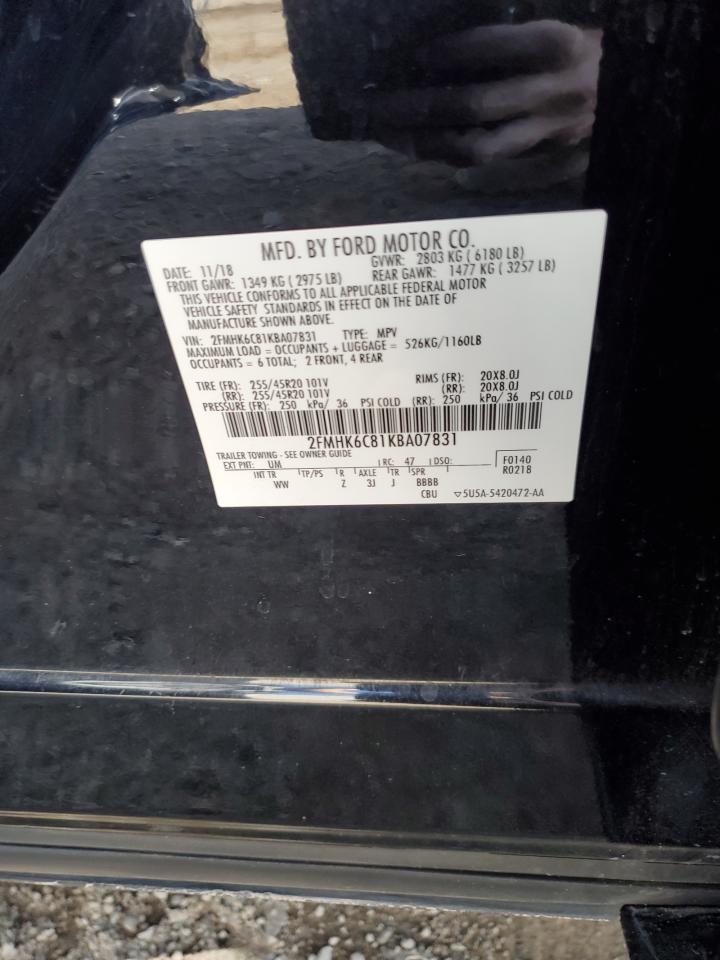 MFD. BY FORD MOTOR CO.
DATE: 11/18 GVWR: 2803 KG ( 6180 LB)
FRONT GAWR: 1349 KG ( 2975 LB) REAR GAWR: 1477 KG ( 3257 LB)
THIS VEHICLE CONFORMS TO ALL APPLICABLE FEDERAL MOTOR
VEHICLE SAFETY STANDARDS IN EFFECT ON THE DATE OF
MANUFACTURE SHOWN ABOVE.
VIN: 2FMHK6C81KBA07831 TYPE: MPV
MAXIMUM LOAD = OCCUPANTS + LUGGAGE = 526KG/1160LB
OCCUPANTS = 6 TOTAL; 2 FRONT, 4 REAR
TIRE (FR): 255/45R20 101V RIMS (FR): 20X8.0J
(RR): 255/45R20 101V (RR): 20X8.0J
PRESSURE (FR): 250 kPa/ 36 PSI COLD (RR): 250 kPa/ 36 PSI COLD
2FMHK6C81KBA07831
TRAILER TOWING - SEE OWNER GUIDE
EXT PNT: UM RC: 47 DSO: F0140
INT TR TP/PS R AXLE TR SPR R0218
WW Z 3J J BBBB
CBU ▽5U5A-5420472-AA